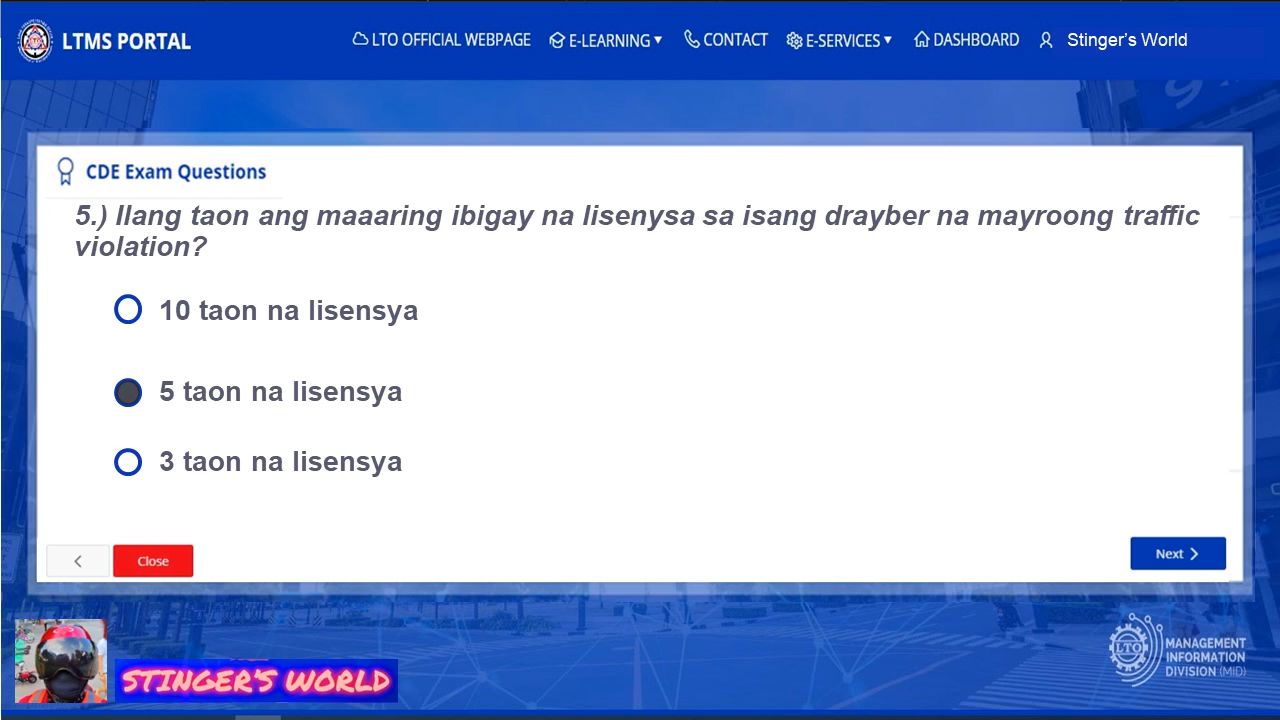 LTMS PORTAL
LTO OFFICIAL WEBPAGE E-LEARNING CONTACT E-SERVICES DASHBOARD Stinger's World
CDE Exam Questions
5.) Ilang taon ang maaaring ibigay na lisenysa sa isang drayber na mayroong traffic
violation?
10 taon na lisensya
5 taon na lisensya
3 taon na lisensya
Close
Next
STINGER'S WORLD
LTO
MANAGEMENT
INFORMATION
DIVISION (MID)